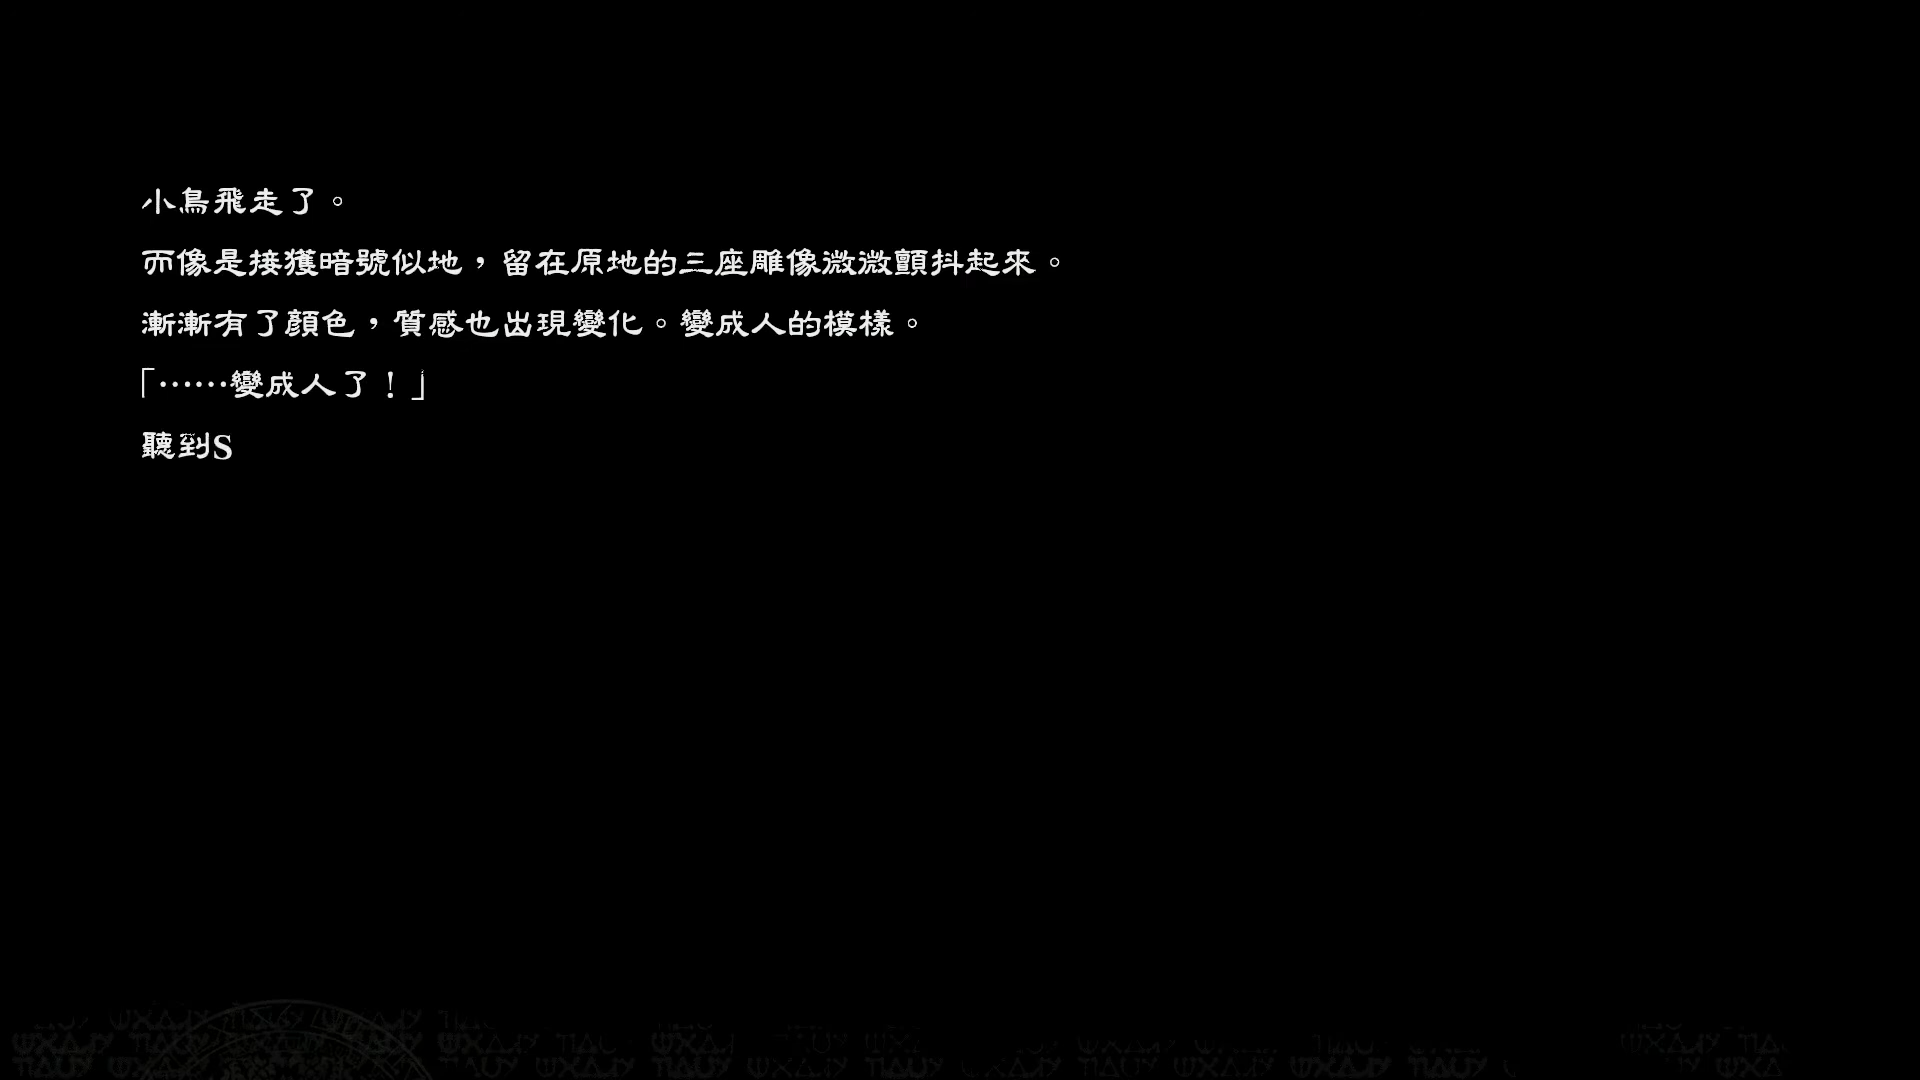 小鳥飛走了。
而像是接獲暗號似地，留在原地的三座雕像微微顫抖起來。
漸漸有了顏色，質感也出現變化。變成人的模樣。
「⋯⋯變成人了！」
聽到S